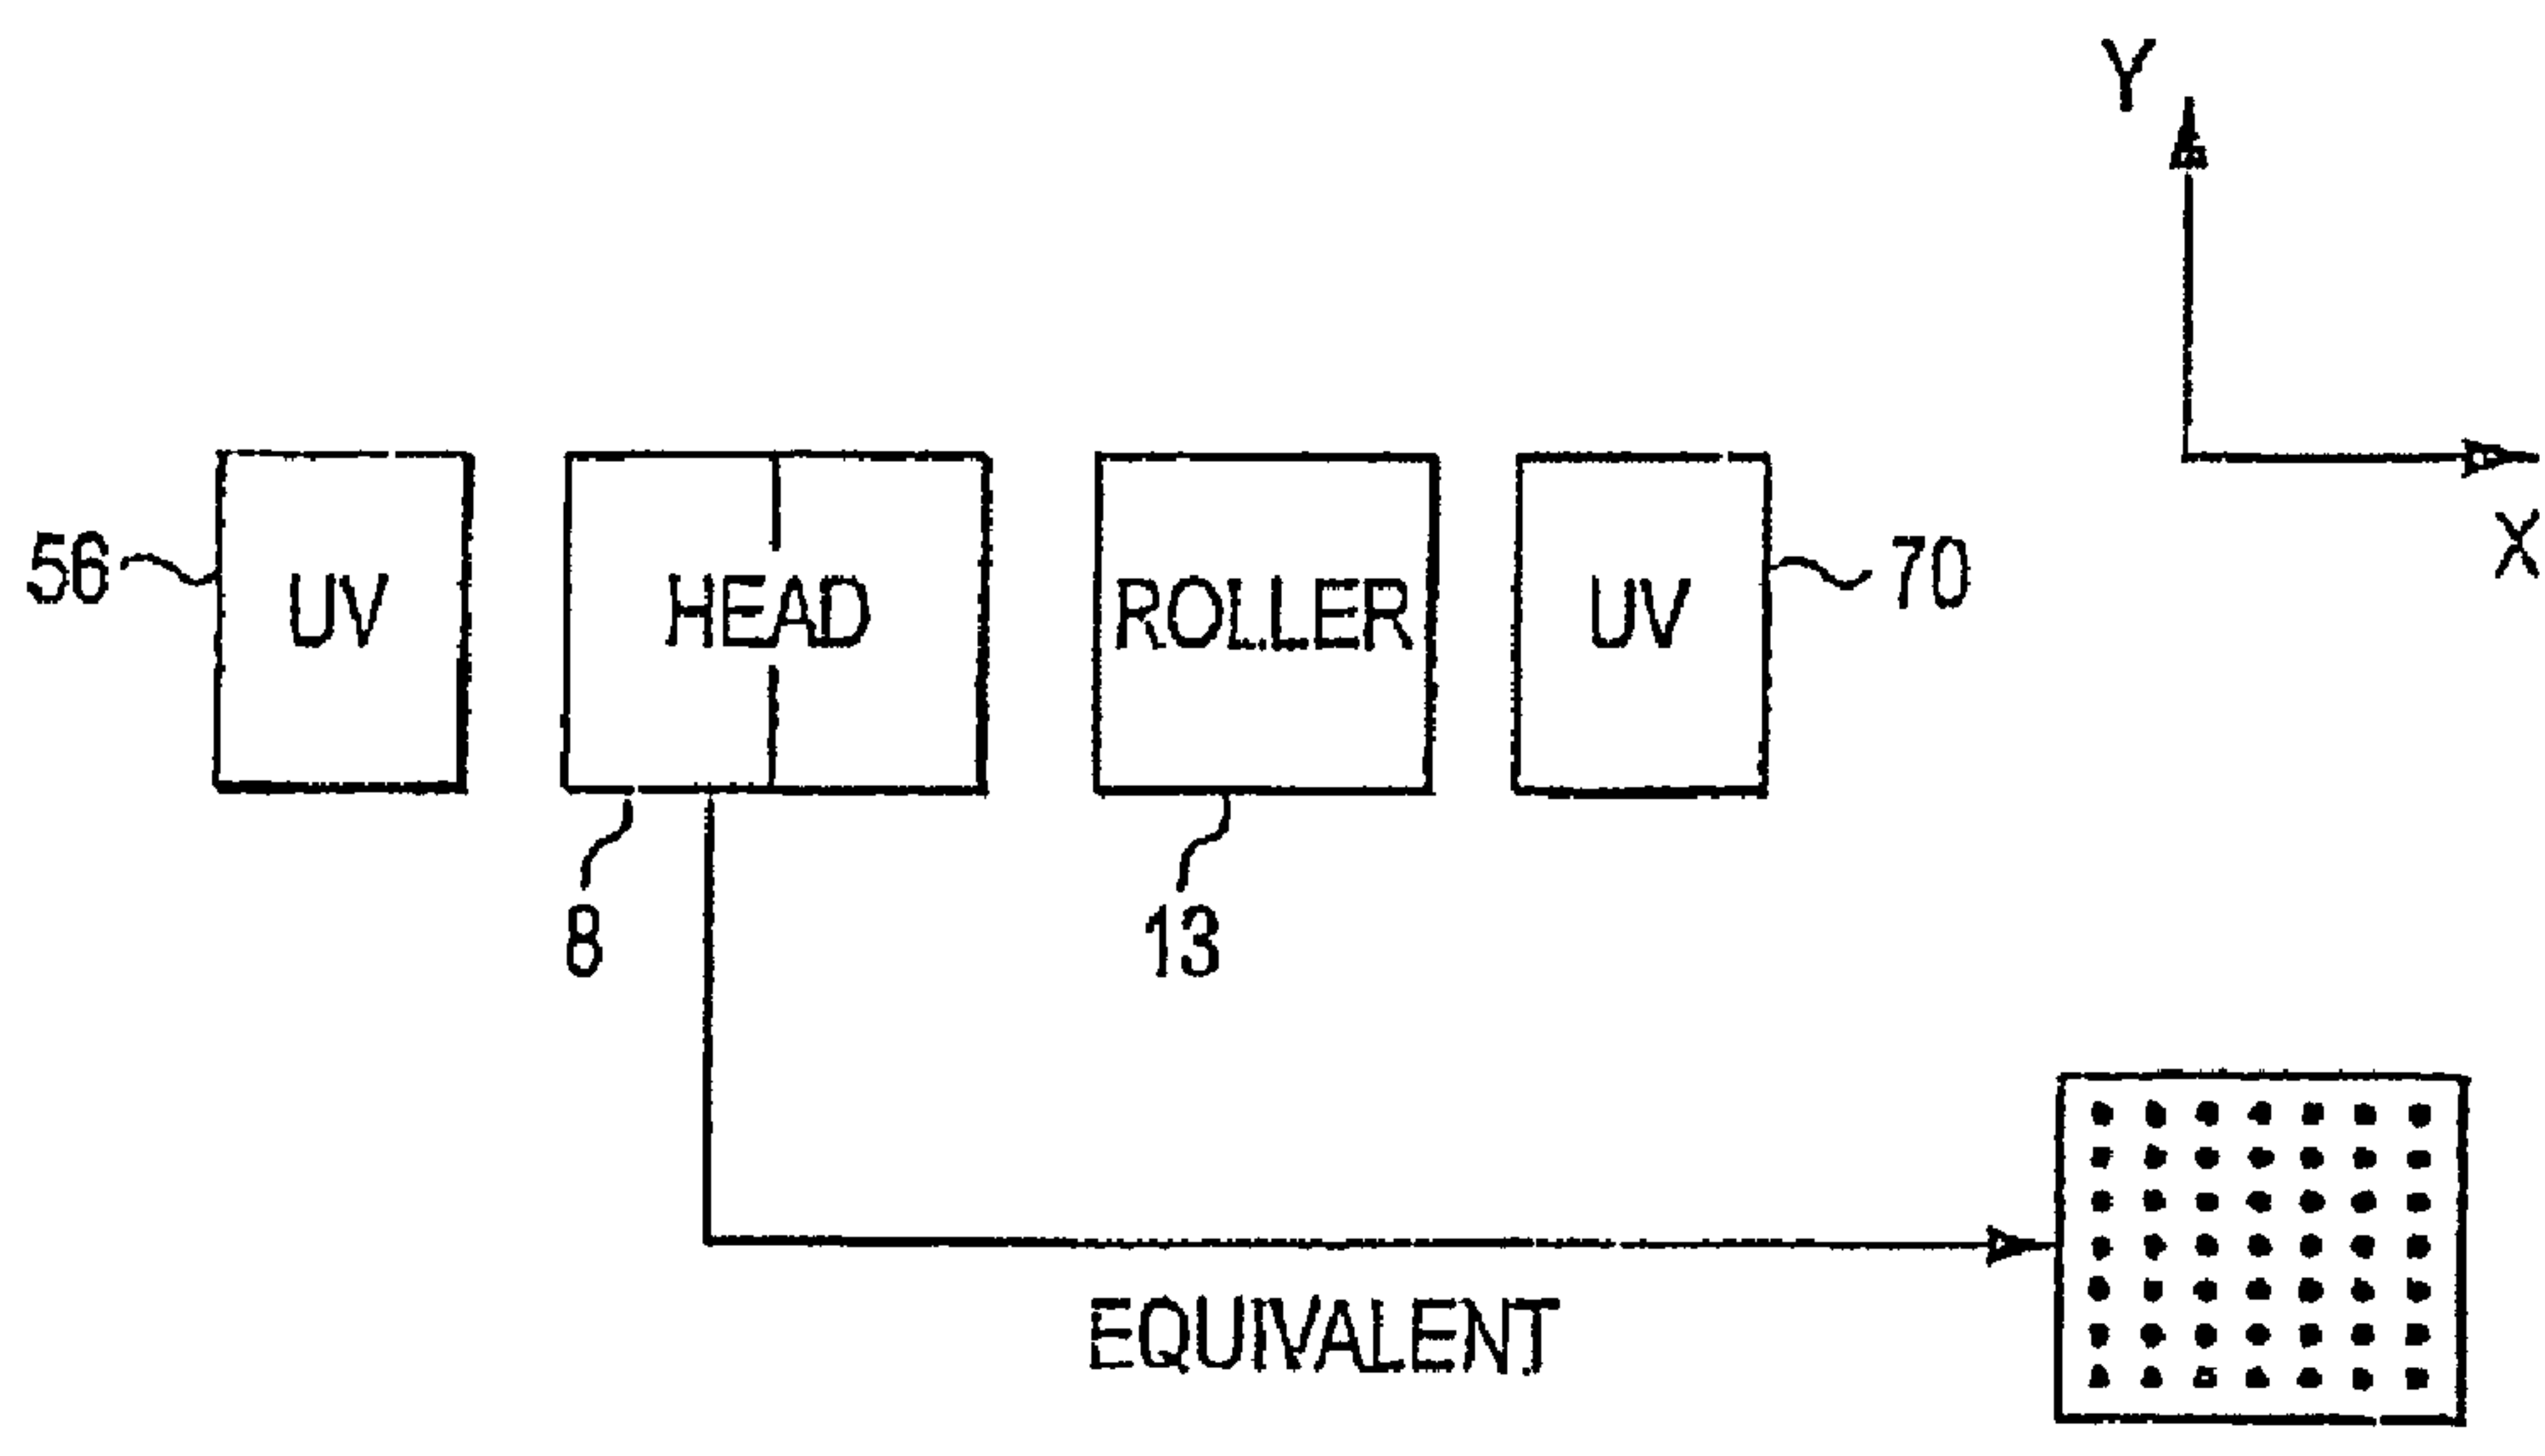 Y
X
56
UV
HEAD
ROLLER
UV
70
8
13
EQUIVALENT